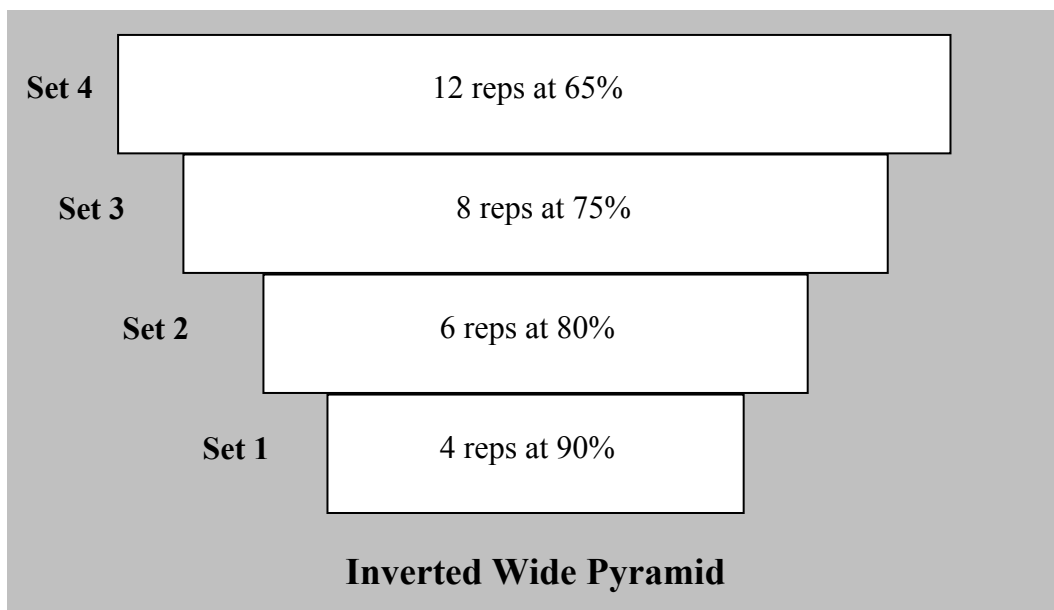 Set 4
12 reps at 65%
Set 3
8 reps at 75%
Set 2
6 reps at 80%
Set 1
4 reps at 90%
Inverted Wide Pyramid